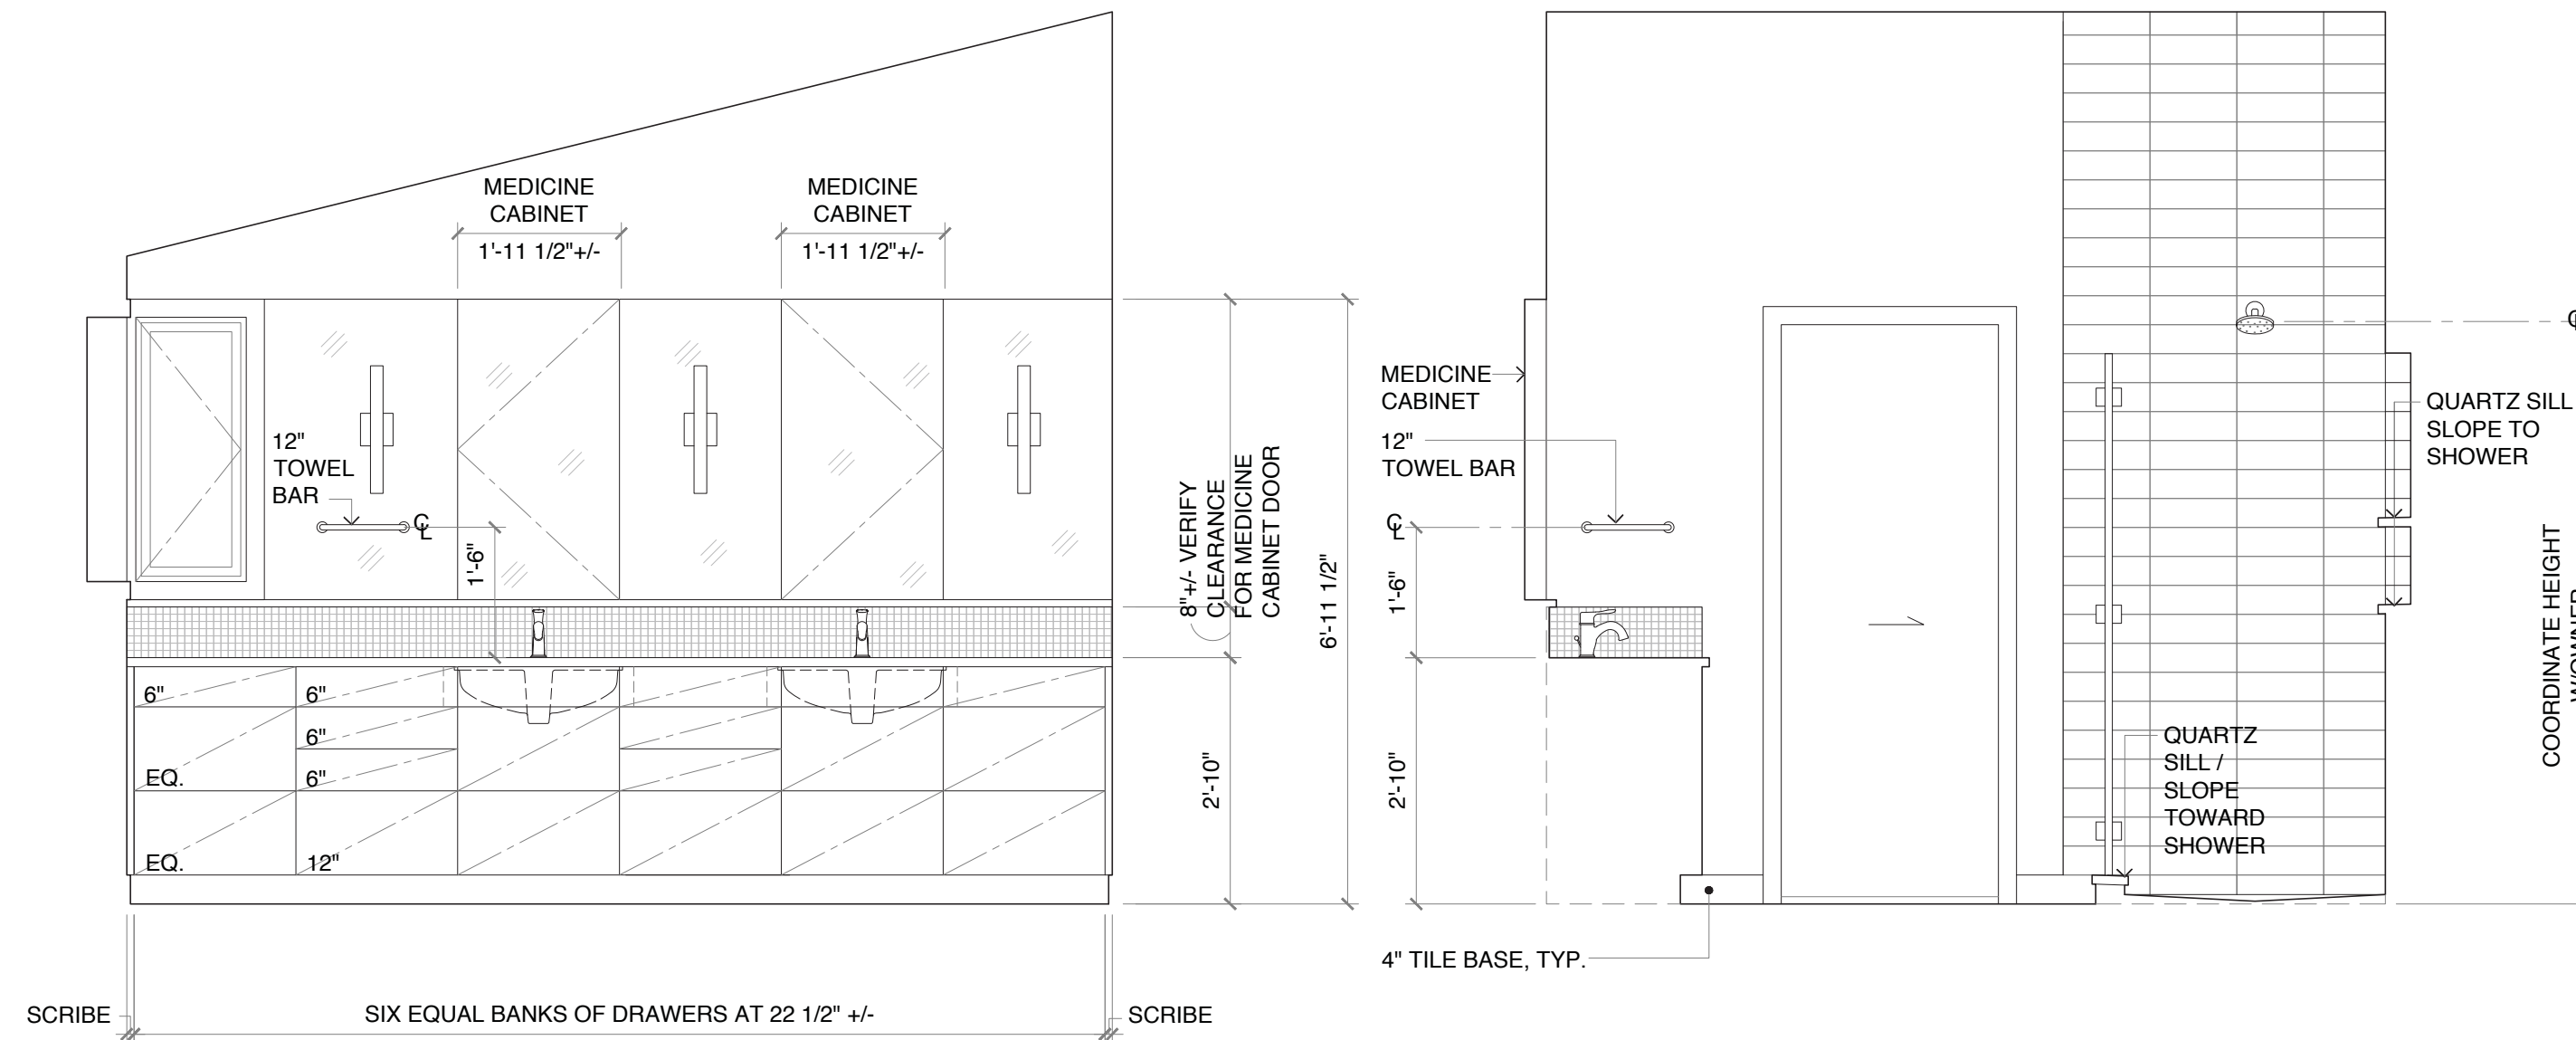 MEDICINE
CABINET
1'-11 1/2"+/-
MEDICINE
CABINET
1'-11 1/2"+/-
12"
TOWEL
BAR
CL
1'-6"
8"+/- VERIFY
CLEARANCE
FOR MEDICINE
CABINET DOOR
6'-11 1/2"
2'-10"
6"
6"
6"
EQ.
6"
EQ.
12"
SCRIBE
SIX EQUAL BANKS OF DRAWERS AT 22 1/2" +/-
SCRIBE
MEDICINE
CABINET
12"
TOWEL BAR
CL
1'-6"
2'-10"
4" TILE BASE, TYP.
QUARTZ SILL
SLOPE TO
SHOWER
QUARTZ
SILL /
SLOPE
TOWARD
SHOWER
COORDINATE HEIGHT
W/OWNER